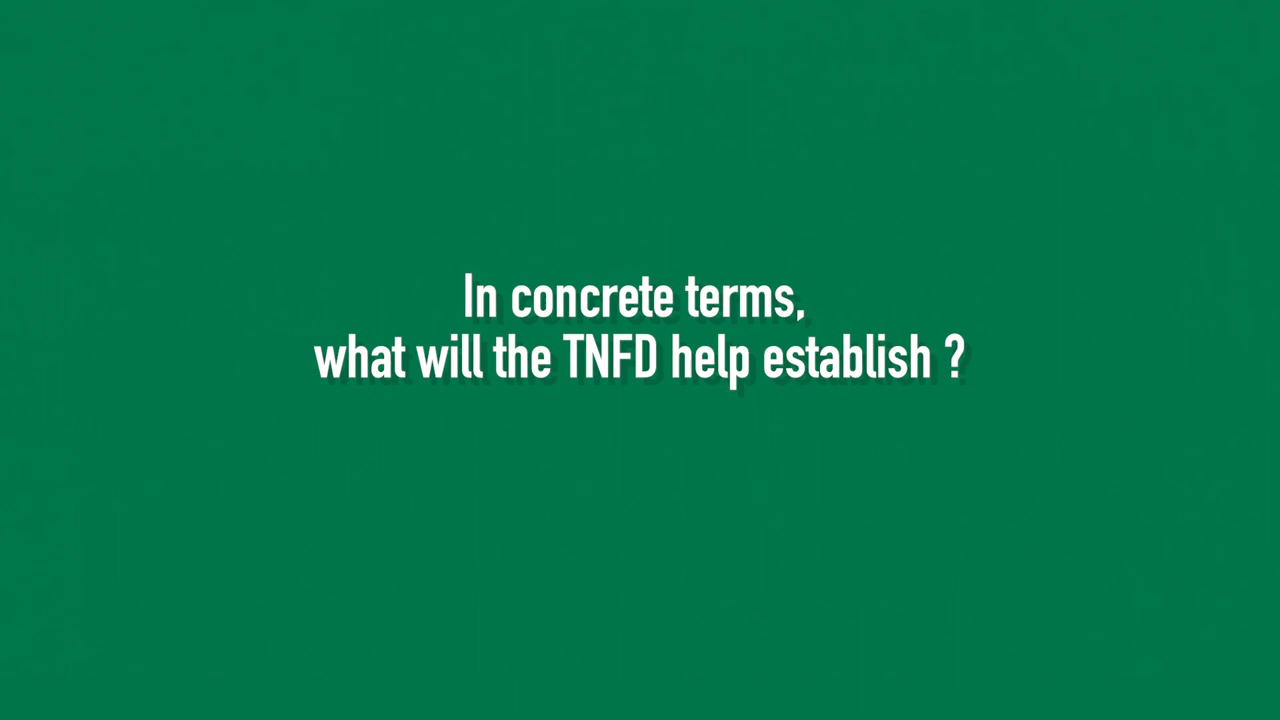 In concrete terms,
what will the TNFD help establish ?